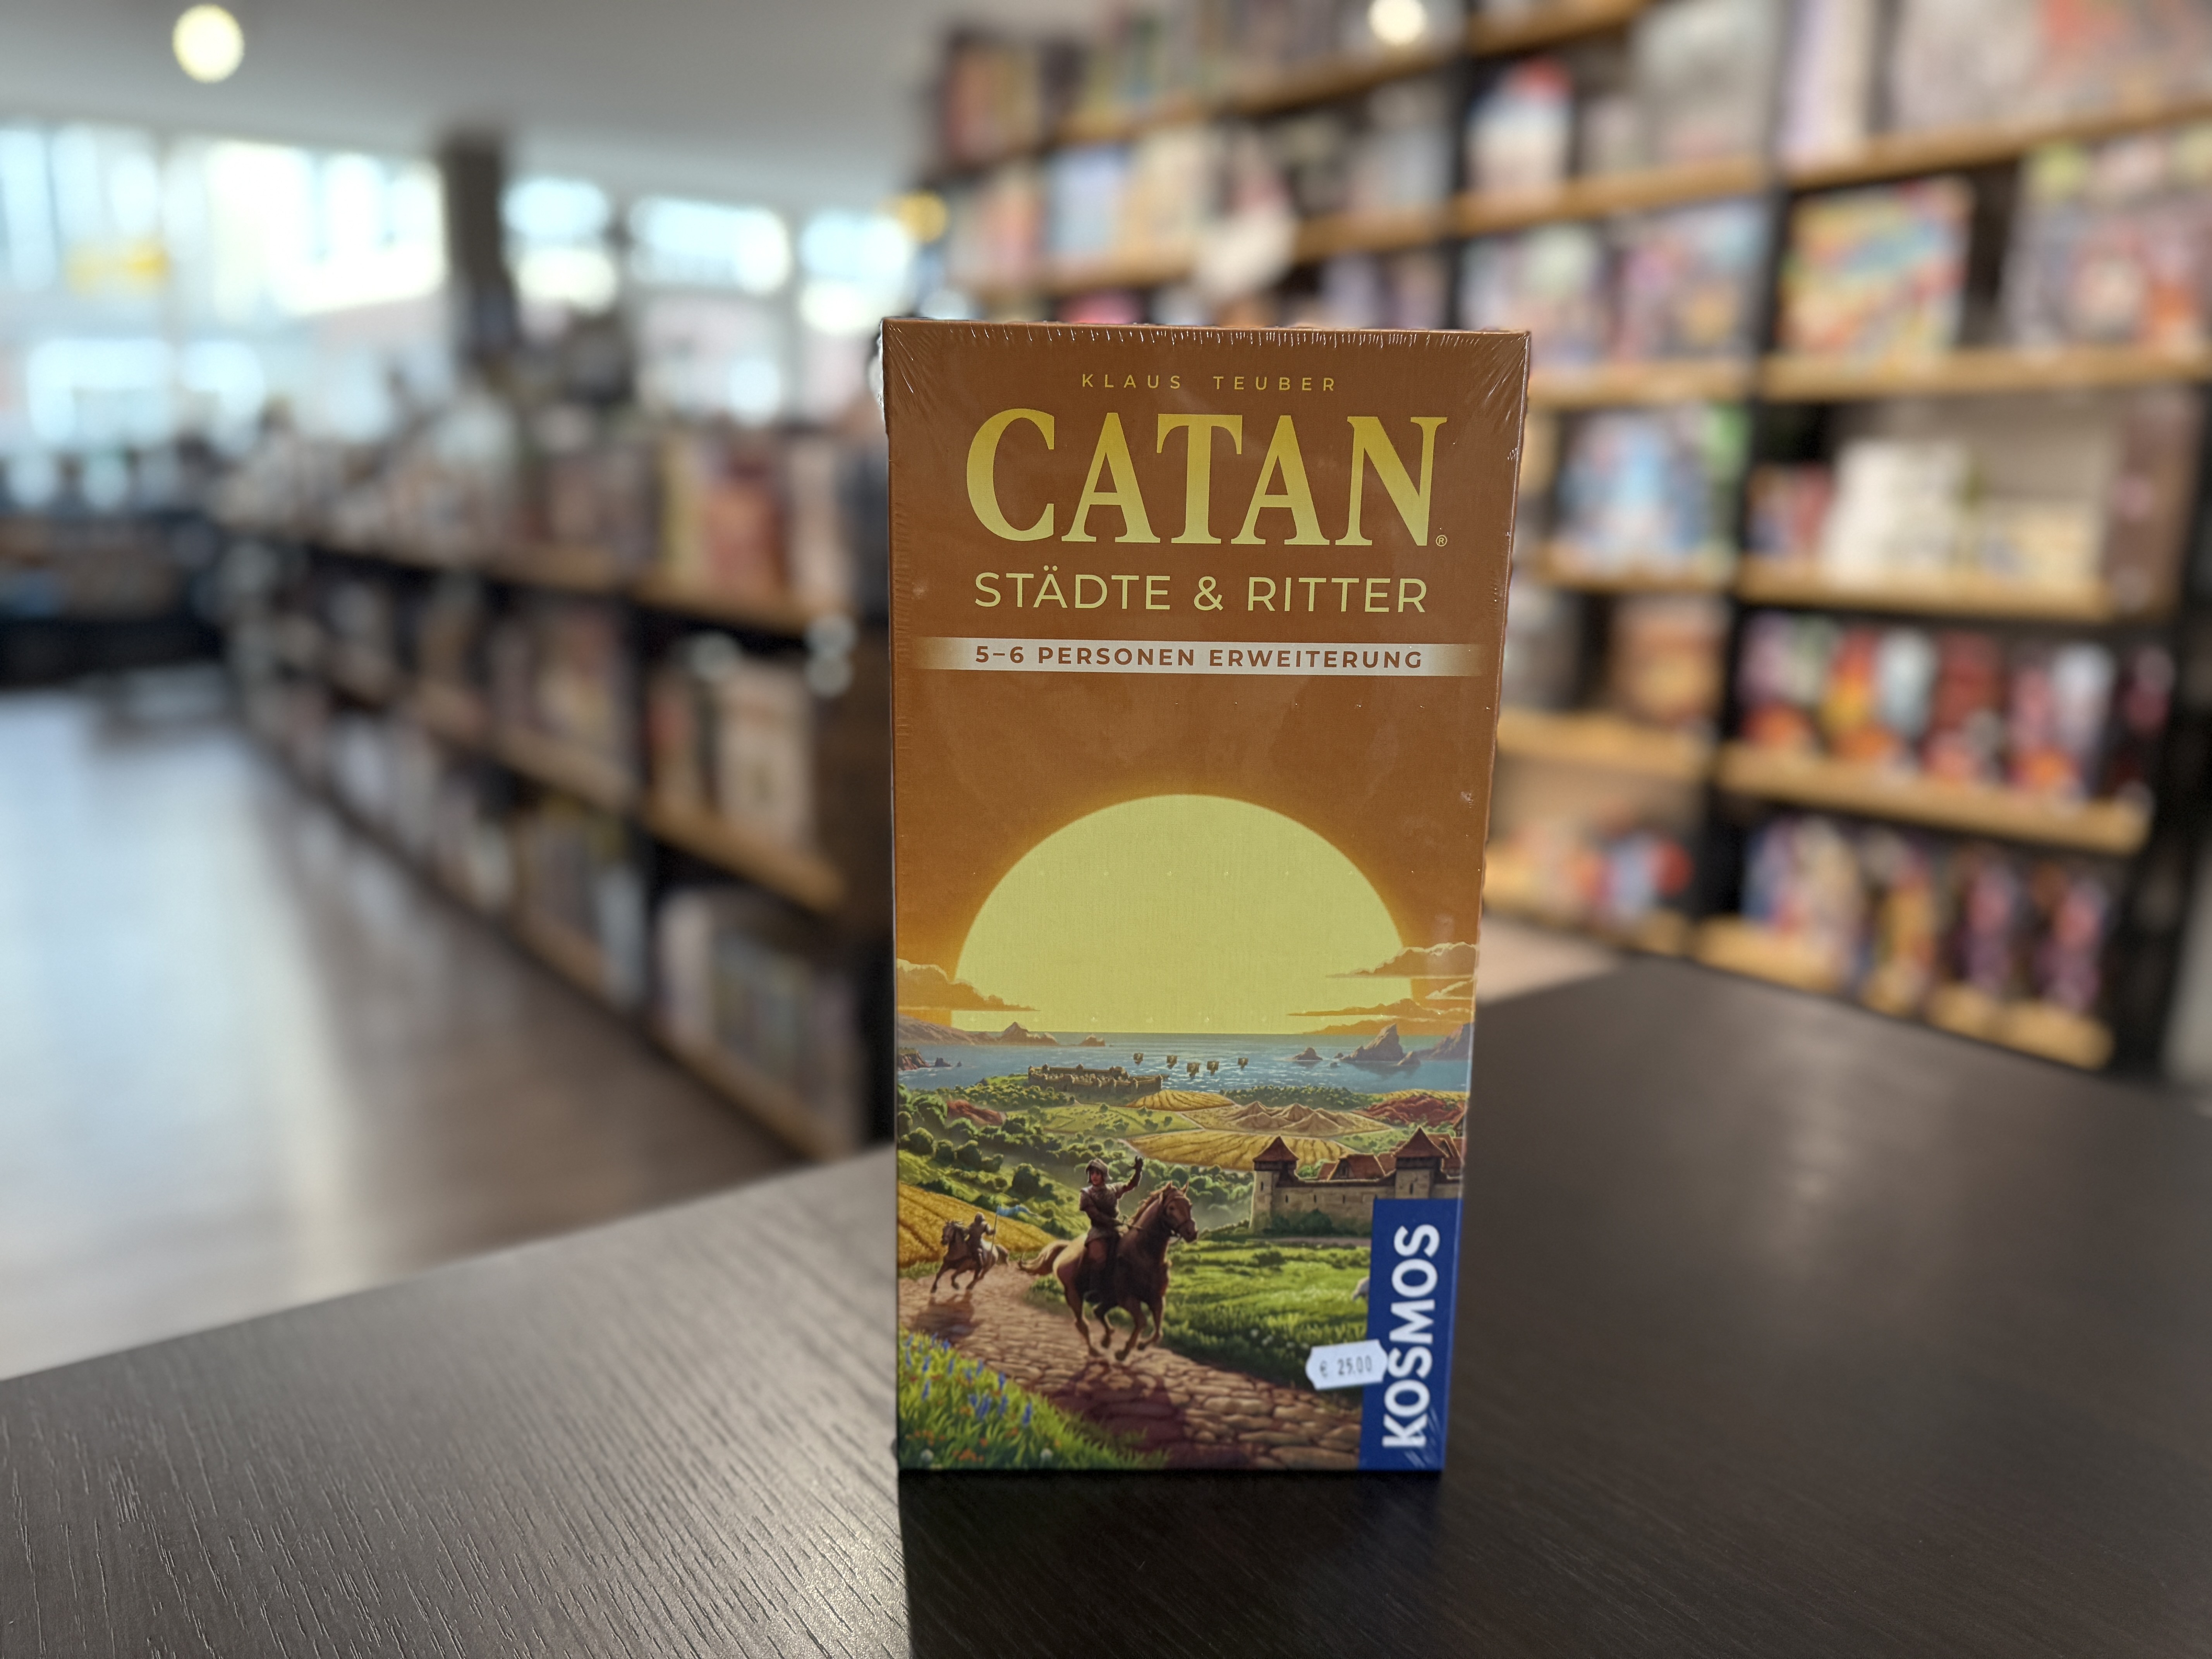 KLAUS TEUBER
CATAN®
STÄDTE & RITTER
5–6 PERSONEN ERWEITERUNG
€ 25.00
KOSMOS